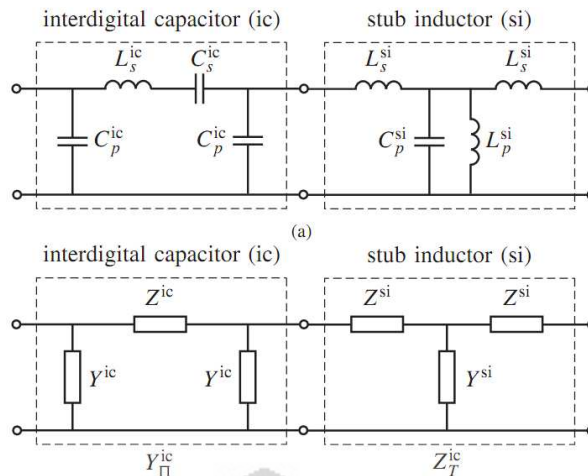 interdigital capacitor (ic) stub inductor (si)
L_s^ic C_s^ic L_s^si L_s^si
C_p^ic C_p^ic C_p^si L_p^si
(a)
interdigital capacitor (ic) stub inductor (si)
Z^ic Z^si Z^si
Y^ic Y^ic Y^si
Y_Π^ic Z_T^ic